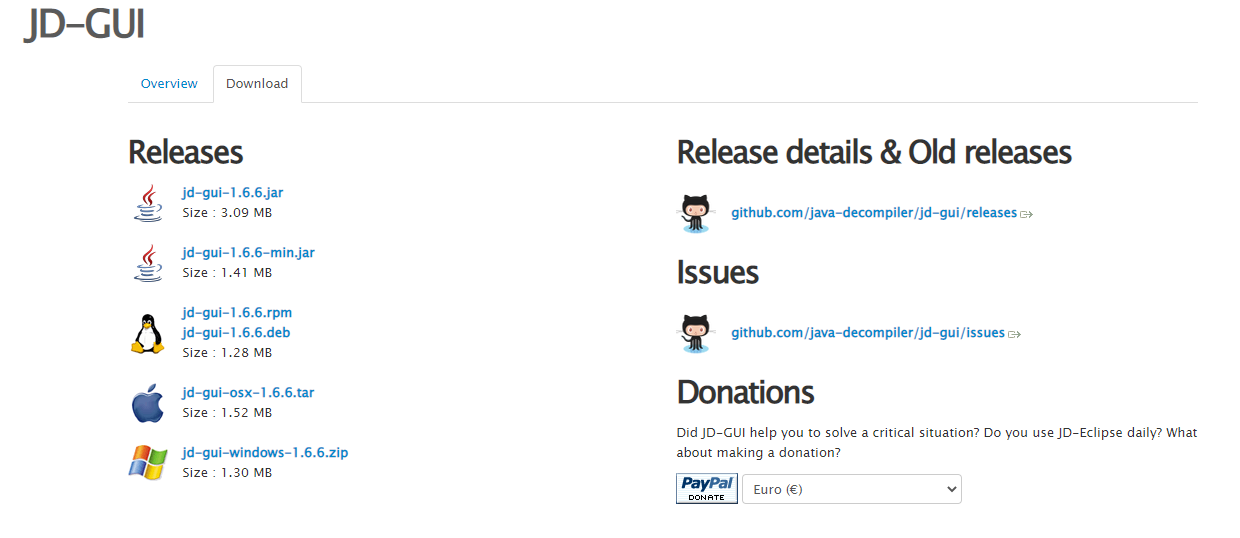 JD-GUI
Overview
Download
Releases
jd-gui-1.6.6.jar
Size : 3.09 MB
jd-gui-1.6.6-min.jar
Size : 1.41 MB
jd-gui-1.6.6.rpm
jd-gui-1.6.6.deb
Size : 1.28 MB
jd-gui-osx-1.6.6.tar
Size : 1.52 MB
jd-gui-windows-1.6.6.zip
Size : 1.30 MB
Release details & Old releases
github.com/java-decompiler/jd-gui/releases
Issues
github.com/java-decompiler/jd-gui/issues
Donations
Did JD-GUI help you to solve a critical situation? Do you use JD-Eclipse daily? What
about making a donation?
PayPal
DONATE
Euro (€)